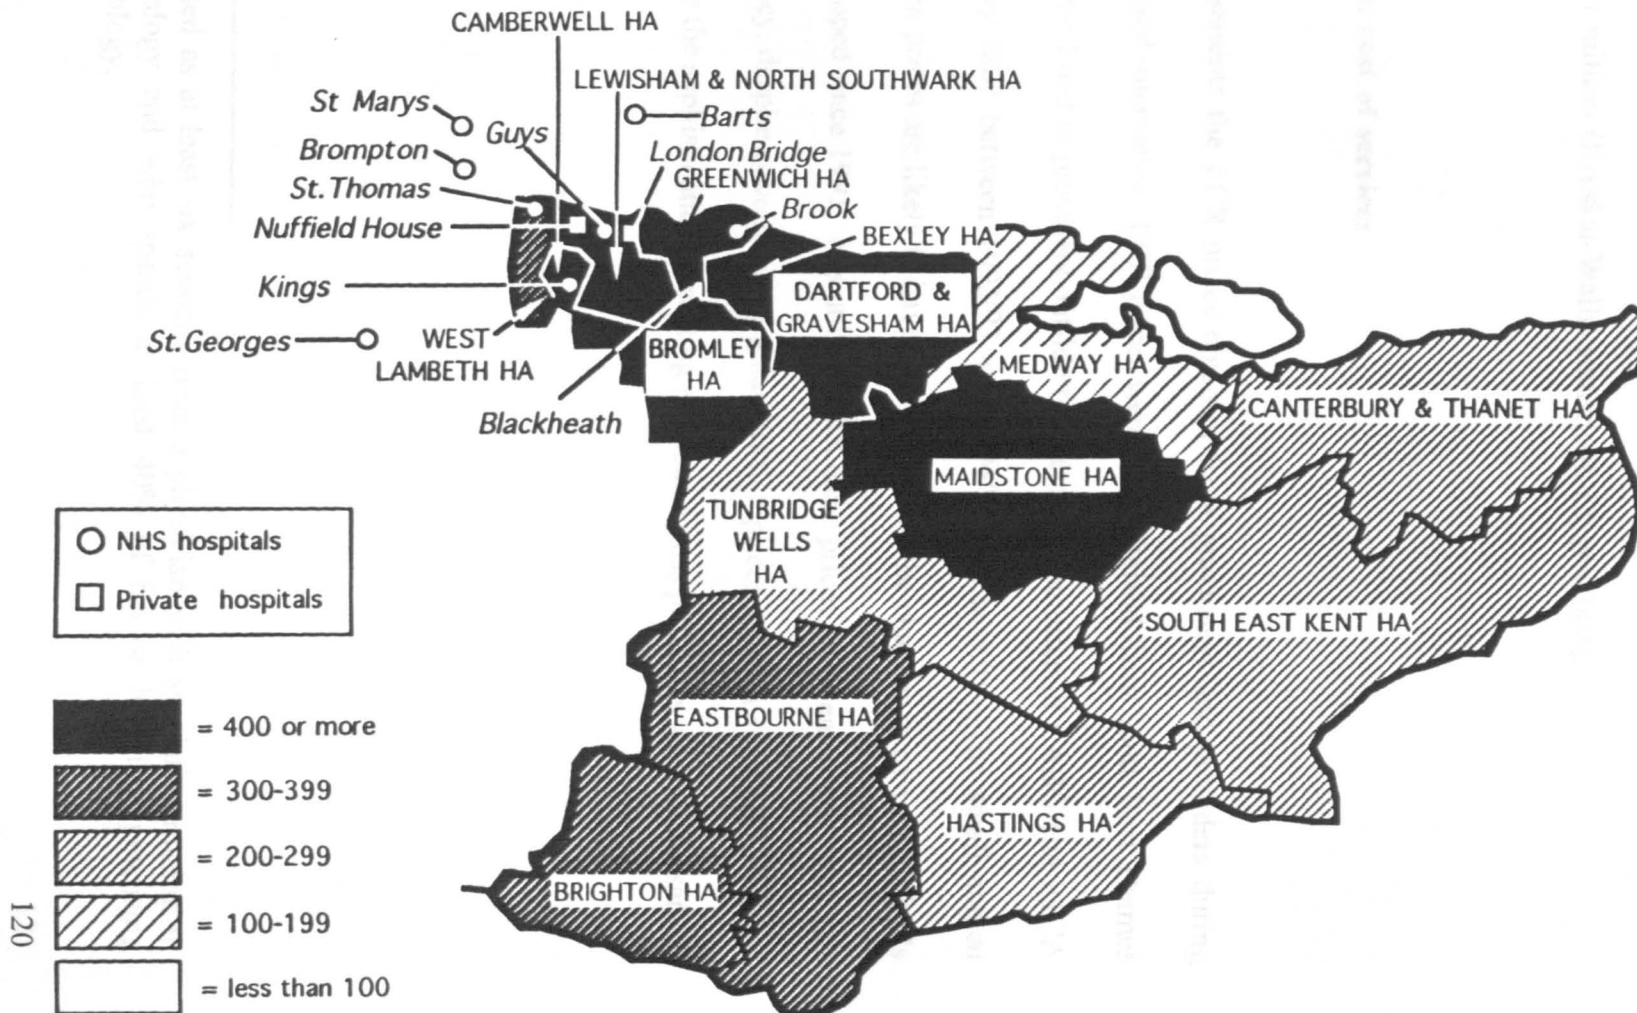 CAMBERWELL HA
LEWISHAM & NORTH SOUTHWARK HA
St Marys
Barts
Guys
Brompton
London Bridge
GREENWICH HA
St. Thomas
Brook
Nuffield House
BEXLEY HA
Kings
DARTFORD &
GRAVESHAM HA
St. Georges
WEST
LAMBETH HA
BROMLEY
HA
MEDWAY HA
Blackheath
CANTERBURY & THANET HA
MAIDSTONE HA
TUNBRIDGE
WELLS
HA
SOUTH EAST KENT HA
EASTBOURNE HA
HASTINGS HA
BRIGHTON HA
NHS hospitals
Private hospitals
= 400 or more
= 300-399
= 200-299
= 100-199
= less than 100
120